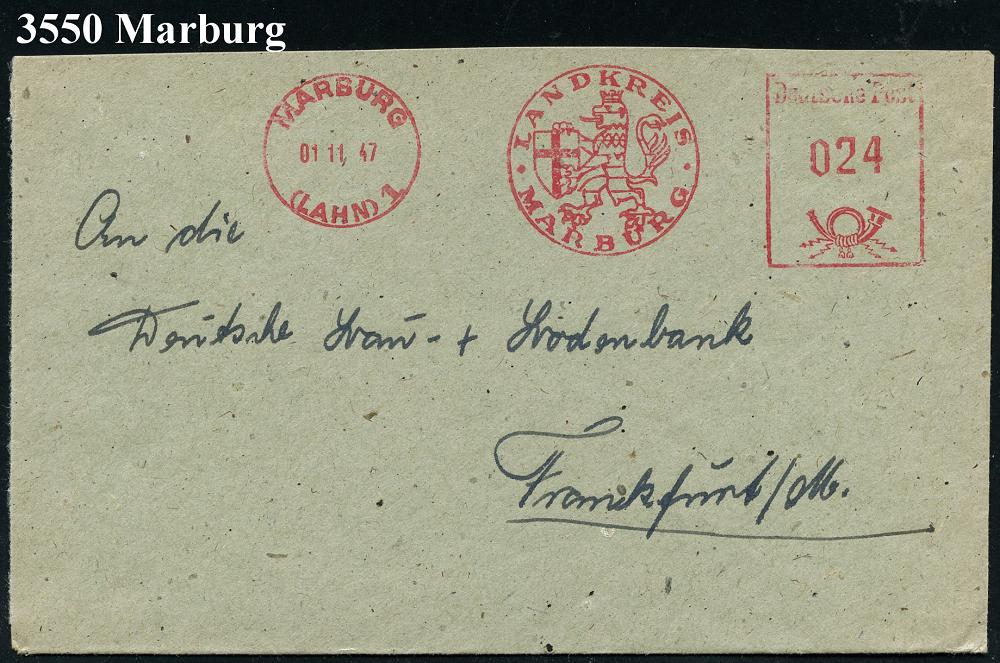 3550 Marburg
MARBURG
01 11 47
(LAHN) 1
· LANDKREIS · MARBURG
Deutsche Post
024
An die
Deutsche Bau- + Bodenbank
Frankfurt/M.